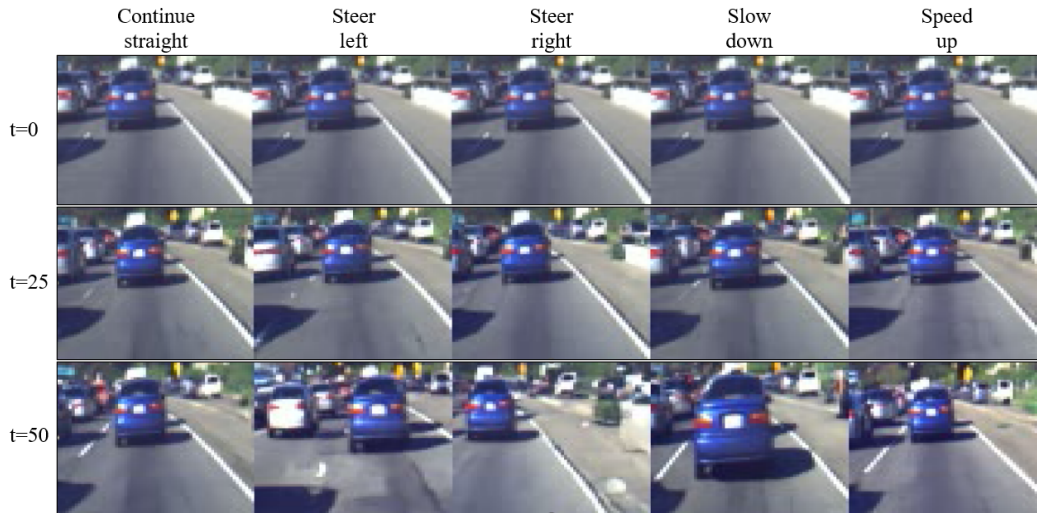 Continue
straight
Steer
left
Steer
right
Slow
down
Speed
up
t=0
t=25
t=50